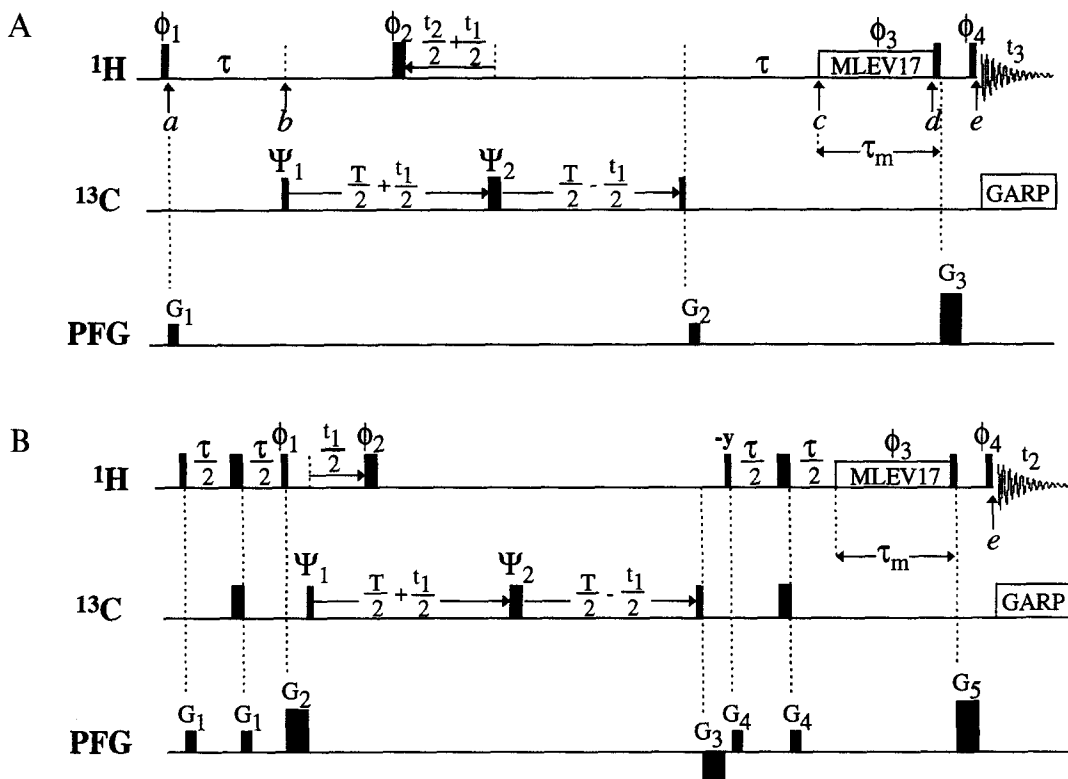 A
ϕ1 ϕ2 t2/2 + t1/2 ϕ3 ϕ4 t3
1H τ τ MLEV17
a b c d e
τm
Ψ1 T/2 + t1/2 Ψ2 T/2 - t1/2
13C GARP
G1 G2 G3
PFG
B
τ/2 τ/2 ϕ1 t1/2 ϕ2 -y τ/2 τ/2 ϕ3 ϕ4 t2
1H MLEV17
e
τm
Ψ1 T/2 + t1/2 Ψ2 T/2 - t1/2
13C GARP
G1 G1 G2 G3 G4 G4 G5
PFG